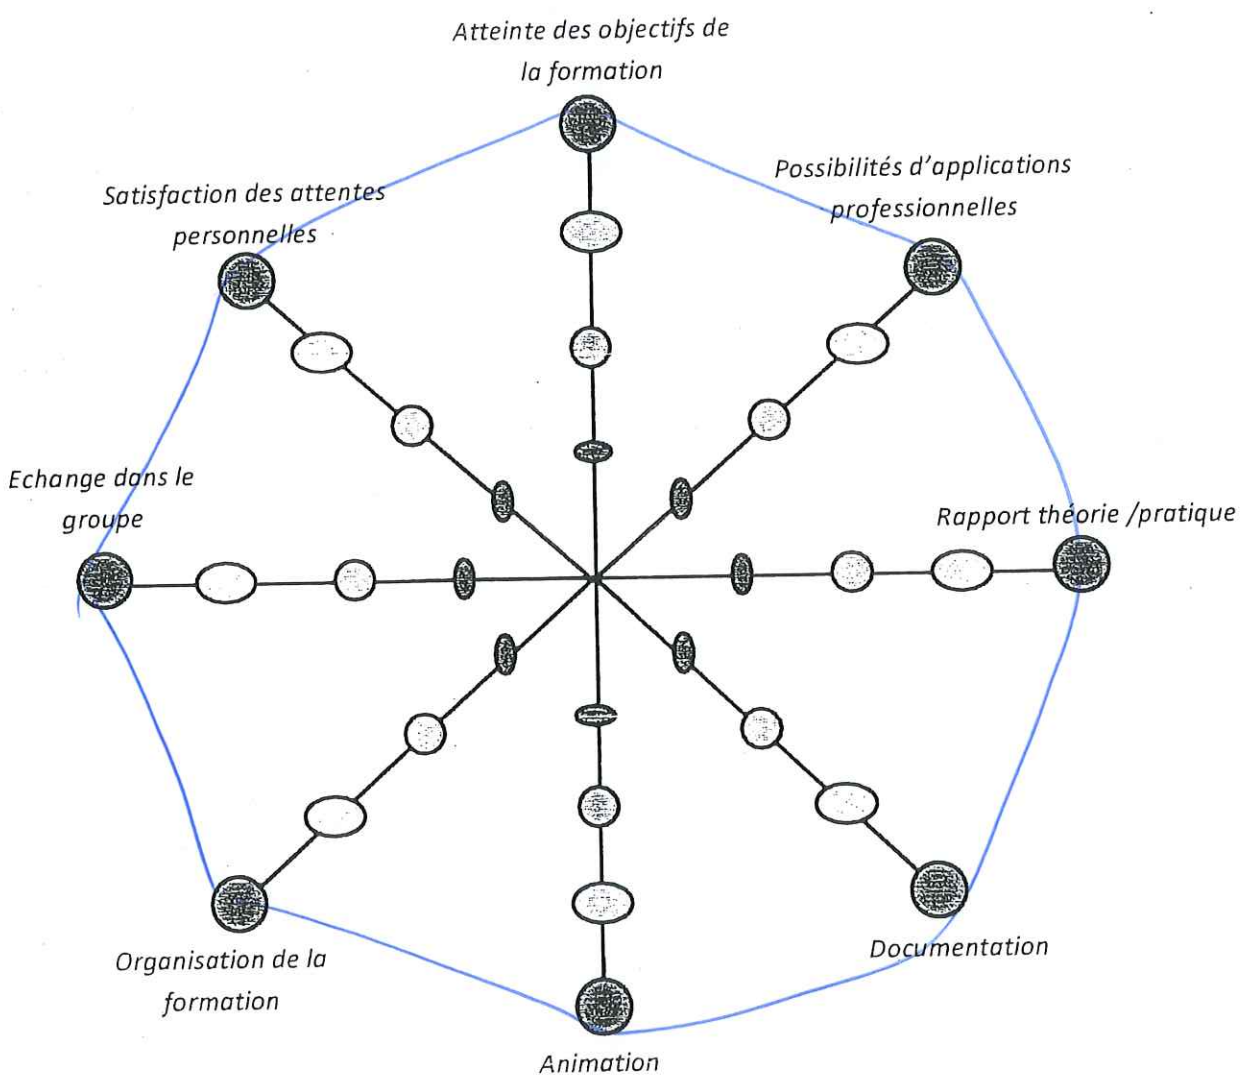 Atteinte des objectifs de
la formation
Possibilités d'applications
professionnelles
Satisfaction des attentes
personnelles
Echange dans le
groupe
Rapport théorie /pratique
Documentation
Organisation de la
formation
Animation